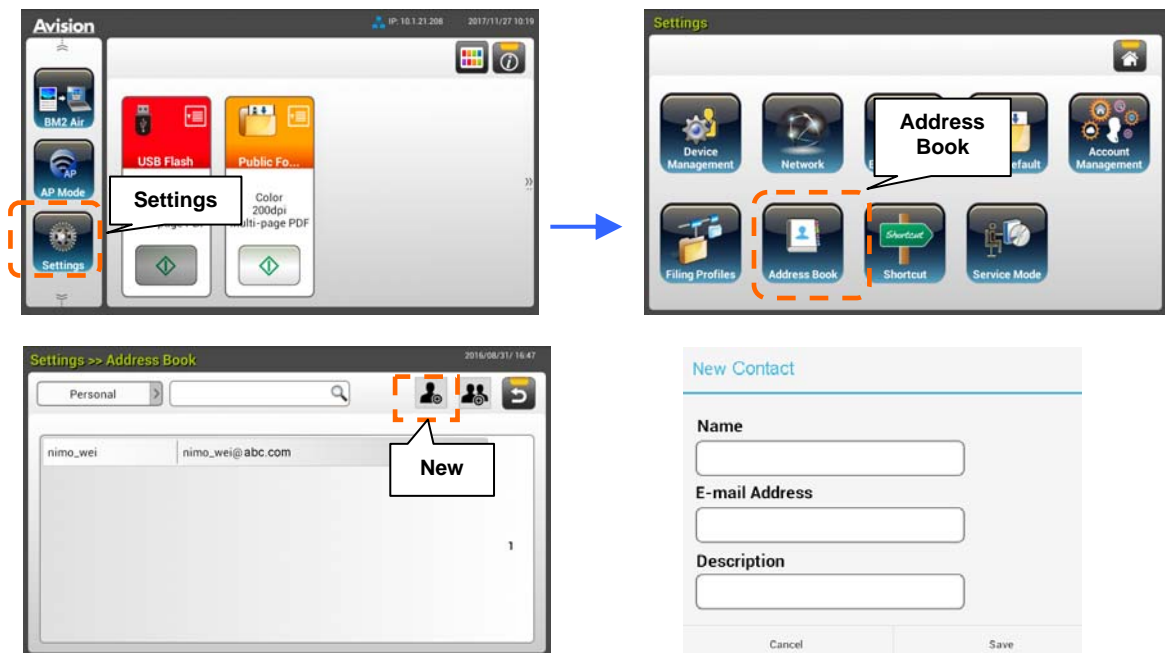 Avision
IP: 10.1.21.208
2017/11/27 10:19
BM2 Air
AP
AP Mode
Settings
USB Flash
Public Fo...
Color
200dpi
Multi-page PDF
Settings
Settings
Device
Management
Network
Address
Book
Account
Management
Filing Profiles
Address Book
Shortcut
Shortcut
Service Mode
Settings >> Address Book
2016/08/31/ 16:47
Personal
nimo_wei
nimo_wei@abc.com
New
1
New Contact
Name
E-mail Address
Description
Cancel
Save